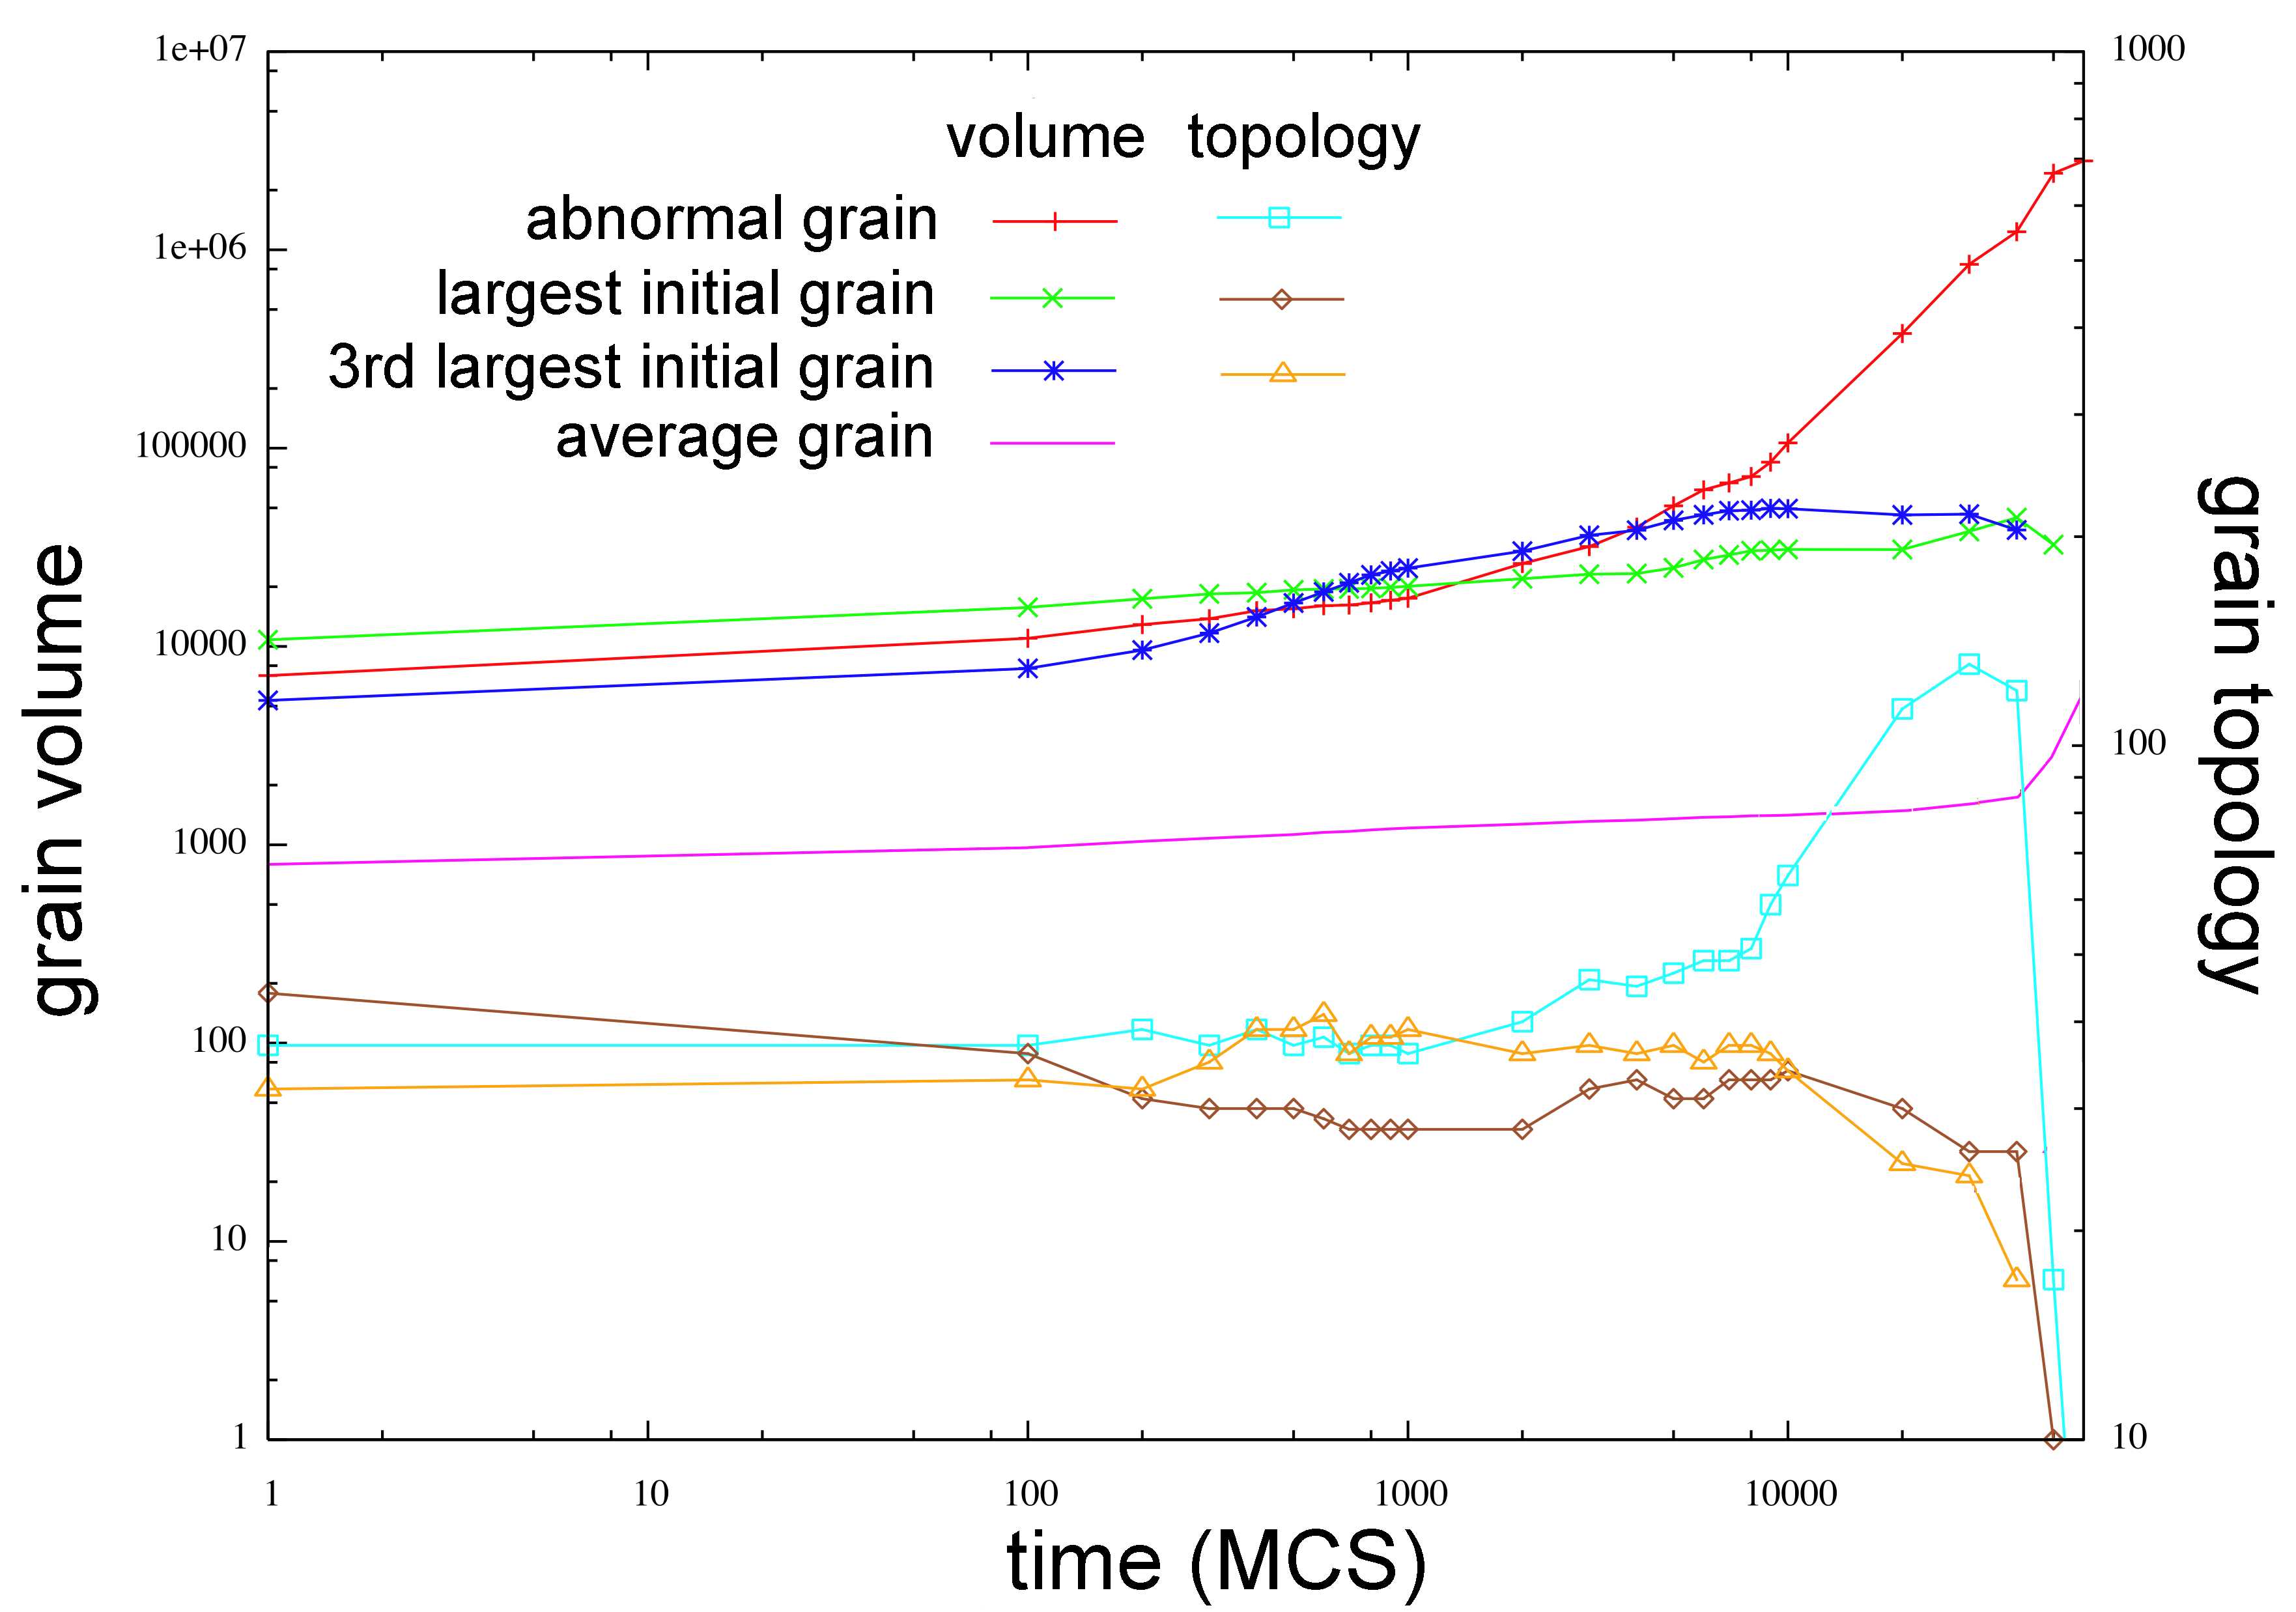 1e+07
1e+06
100000
10000
1000
100
10
1
grain volume
volume topology
abnormal grain
largest initial grain
3rd largest initial grain
average grain
1000
100
10
grain topology
1 10 100 1000 10000
time (MCS)